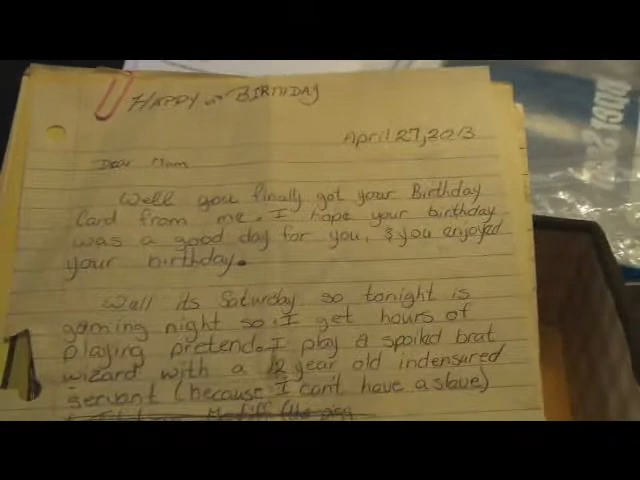 HAPPY BIRTHDAY
April 27, 2013
Dear Mum
Well you finally got your Birthday
Card from me. I hope your birthday
was a good day for you, & you enjoyed
your birthday.
Well its Saturday so tonight is
gaming night so I get hours of
playing pretend. I play a spoiled brat
wizard with a 12 year old indensured
servant (because I can't have a slave)